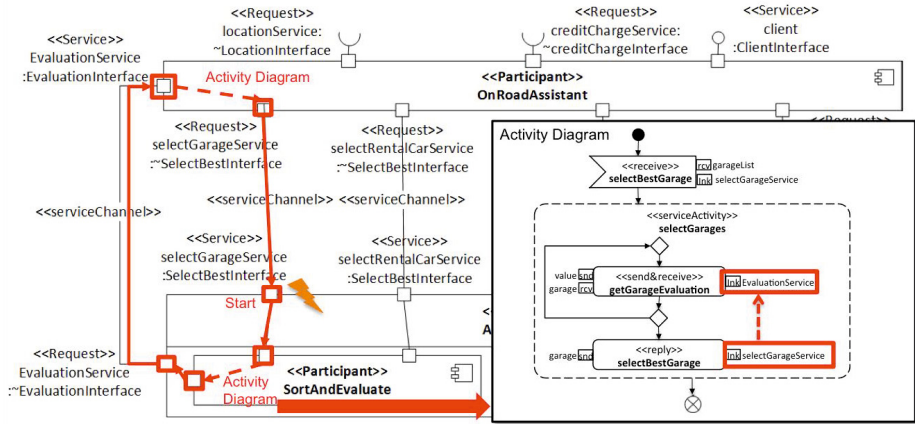 <<Request>>
locationService:
~LocationInterface
<<Request>>
creditChargeService:
~creditChargeInterface
<<Service>>
client
:ClientInterface
<<Service>>
EvaluationService
:EvaluationInterface
Activity Diagram
<<Participant>>
OnRoadAssistant
<<Request>>
selectGarageService
:~SelectBestInterface
<<Request>>
selectRentalCarService
:~SelectBestInterface
<<serviceChannel>>
<<serviceChannel>>
<<serviceChannel>>
<<Service>>
selectGarageService
:SelectBestInterface
<<Service>>
selectRentalCarService
:SelectBestInterface
Start
<<Request>>
EvaluationService
:~EvaluationInterface
Activity
Diagram
<<Participant>>
SortAndEvaluate
Activity Diagram
<<receive>>
selectBestGarage
rcv garageList
lnk selectGarageService
<<serviceActivity>>
selectGarages
value snd
garage rcv
<<send&receive>>
getGarageEvaluation
lnk EvaluationService
garage snd
<<reply>>
selectBestGarage
lnk selectGarageService